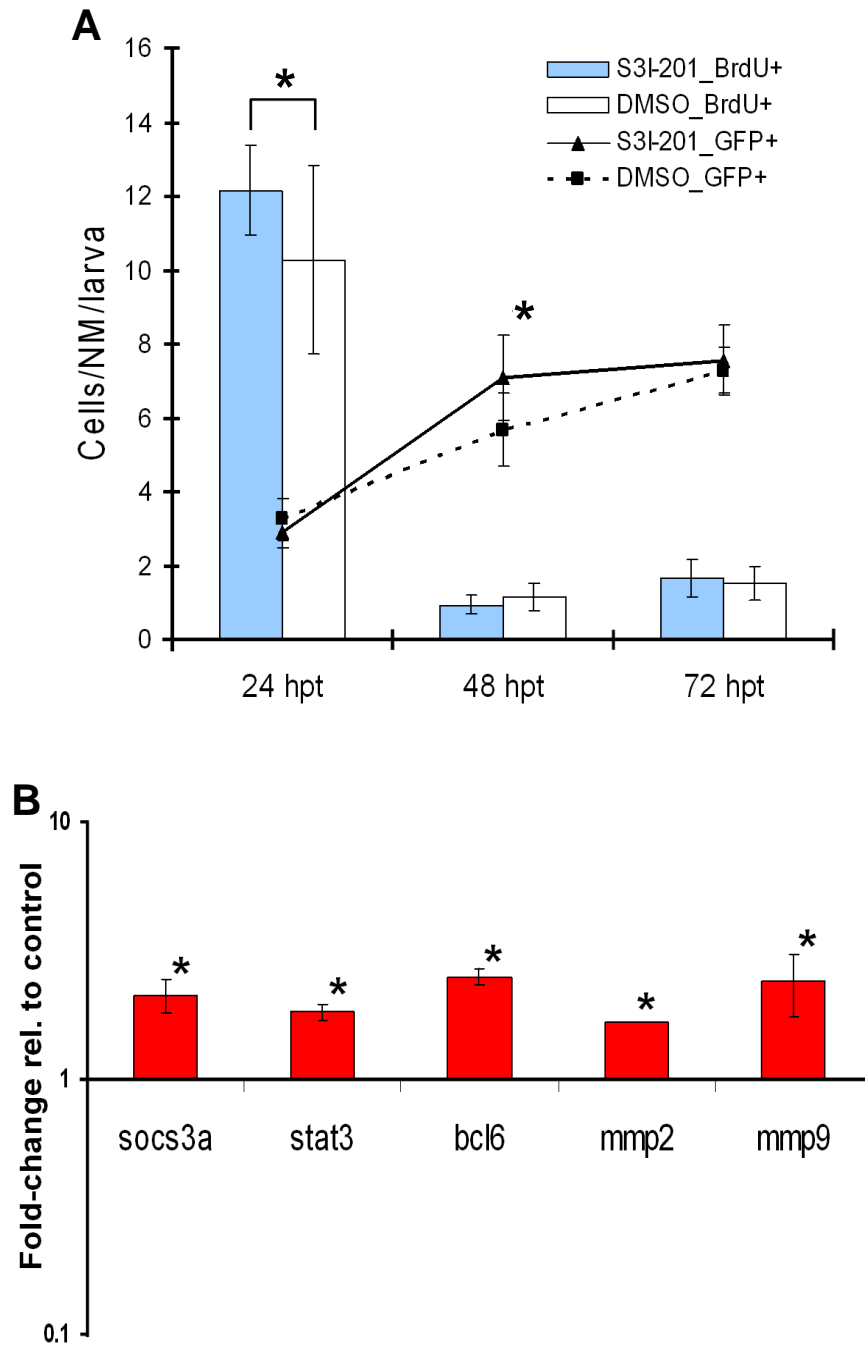 A
16
14
12
10
8
6
4
2
0
Cells/NM/larva
*
*
S3I-201_BrdU+
DMSO_BrdU+
S3I-201_GFP+
DMSO_GFP+
24 hpt
48 hpt
72 hpt
B
10
1
0.1
Fold-change rel. to control
*
*
*
*
*
socs3a
stat3
bcl6
mmp2
mmp9